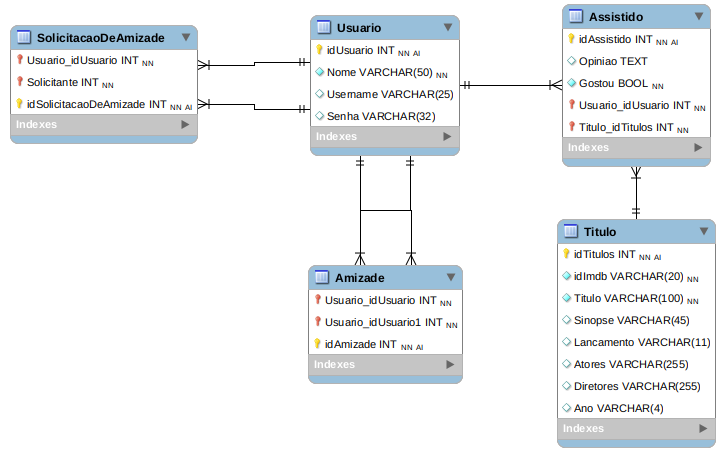 SolicitacaoDeAmizade
Usuario_idUsuario INT NN
Solicitante INT NN
idSolicitacaoDeAmizade INT NN AI
Indexes
Usuario
idUsuario INT NN AI
Nome VARCHAR(50) NN
Username VARCHAR(25)
Senha VARCHAR(32)
Indexes
Assistido
idAssistido INT NN AI
Opiniao TEXT
Gostou BOOL NN
Usuario_idUsuario INT NN
Titulo_idTitulos INT NN
Indexes
Amizade
Usuario_idUsuario INT NN
Usuario_idUsuario1 INT NN
idAmizade INT NN AI
Indexes
Titulo
idTitulos INT NN AI
idImdb VARCHAR(20) NN
Titulo VARCHAR(100) NN
Sinopse VARCHAR(45)
Lancamento VARCHAR(11)
Atores VARCHAR(255)
Diretores VARCHAR(255)
Ano VARCHAR(4)
Indexes